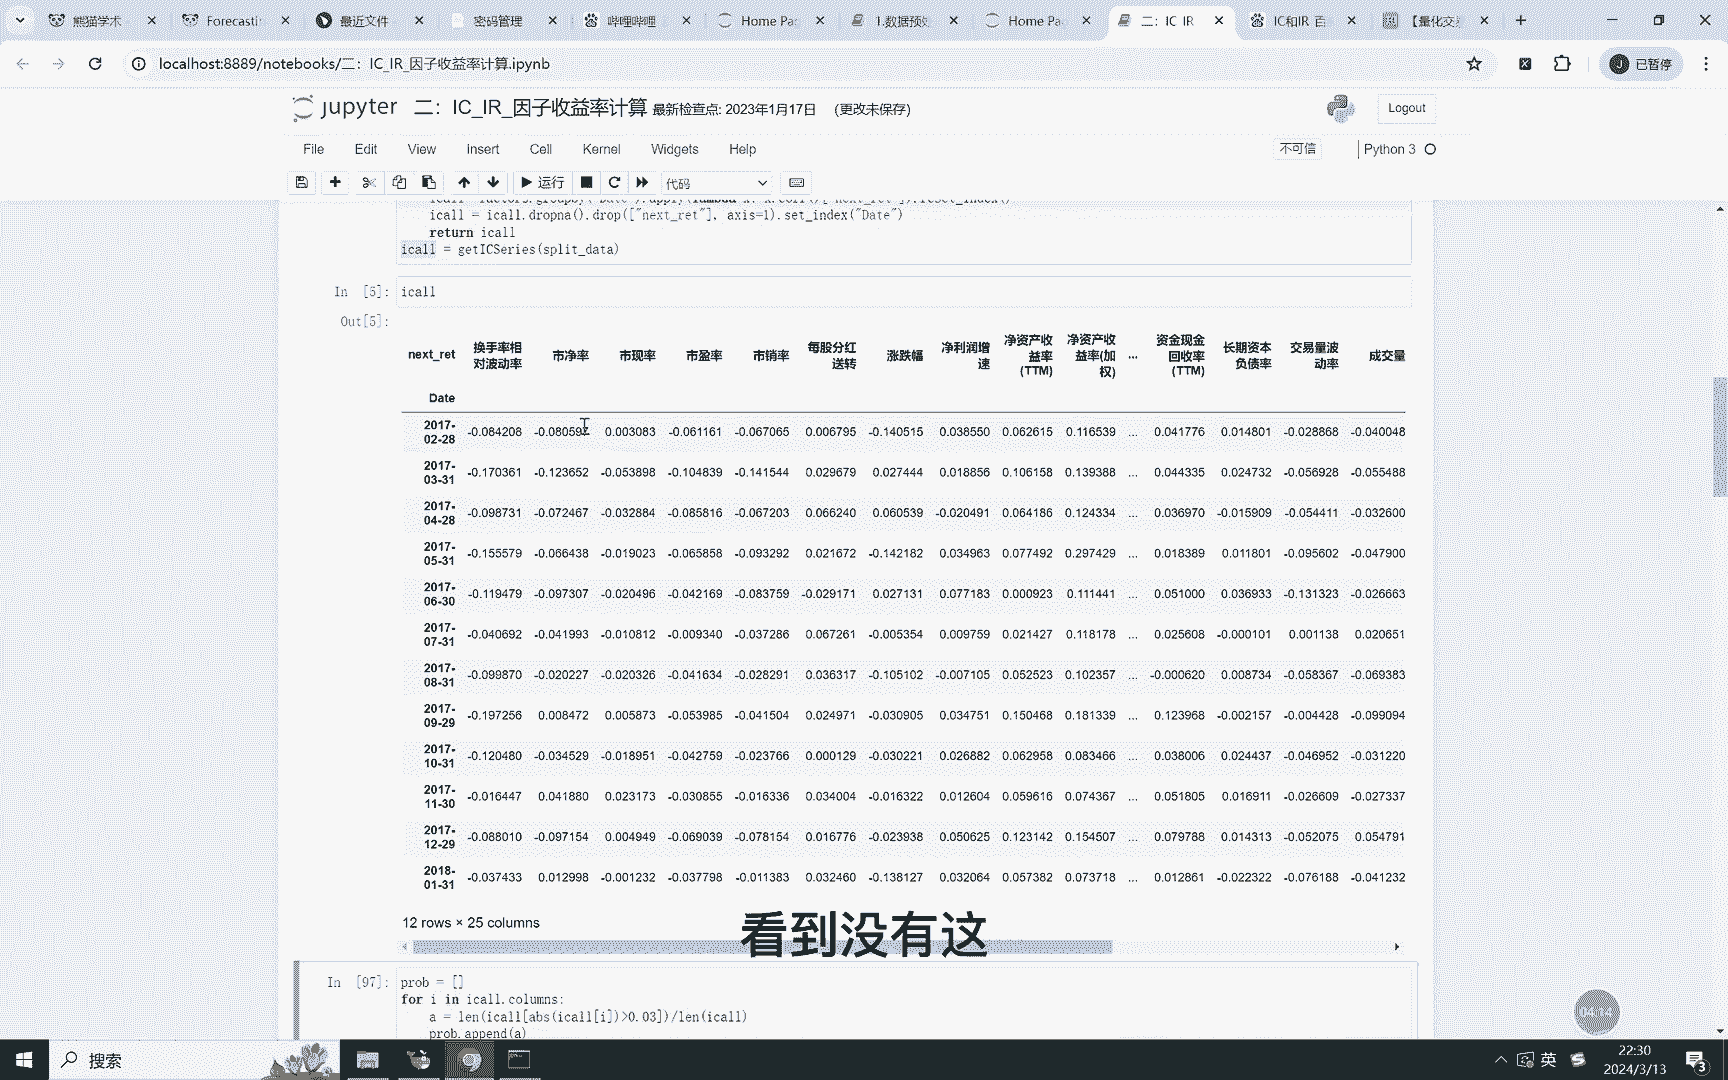 熊猫学术
Forecastin
最近文件
密码管理
哔哩哔哩
Home Pag
1.数据预处
Home Pag
二：IC_IR_
IC和IR_百
【量化交易
localhost:8889/notebooks/二：IC_IR_因子收益率计算.ipynb
已暂停
jupyter 二：IC_IR_因子收益率计算 最后检查点: 2023年1月17日 (更改未保存)
Logout
File Edit View Insert Cell Kernel Widgets Help
不可信
Python 3
运行
代码
icall = icall.dropna().drop(["next_ret"], axis=1).set_index("Date")
return icall
icall = getICSeries(split_data)
In [5]: icall
Out[5]:
next_ret 换手率相对波动率 市净率 市现率 市盈率 市销率 每股分红送转 涨跌幅 净利润增速 净资产收益率(TTM) 净资产收益率(加权) ... 资金现金回收率(TTM) 长期资本负债率 交易量波动率 成交量
Date
2017-02-28 -0.084208 -0.080597 0.003083 -0.061161 -0.067065 0.006795 -0.140515 0.038550 0.062615 0.116539 ... 0.041776 0.014801 -0.028868 -0.040048
2017-03-31 -0.170361 -0.123652 -0.053898 -0.104839 -0.141544 0.029679 0.027444 0.018856 0.106158 0.139388 ... 0.044335 0.024732 -0.056928 -0.055488
2017-04-28 -0.098731 -0.072467 -0.032884 -0.085816 -0.067203 0.066240 0.060539 -0.020491 0.064186 0.124334 ... 0.036970 -0.015909 -0.054411 -0.032600
2017-05-31 -0.155579 -0.066438 -0.019023 -0.065858 -0.093292 0.021672 -0.142182 0.034963 0.077492 0.297429 ... 0.018389 0.011801 -0.095602 -0.047900
2017-06-30 -0.119479 -0.097307 -0.020496 -0.042169 -0.083759 -0.029171 0.027131 0.077183 0.000923 0.111441 ... 0.051000 0.036933 -0.131323 -0.026663
2017-07-31 -0.040692 -0.041993 -0.010812 -0.009340 -0.037286 0.067261 -0.005354 0.009759 0.021427 0.118178 ... 0.025608 -0.000101 0.001138 0.020651
2017-08-31 -0.099870 -0.020227 -0.020326 -0.041634 -0.028291 0.036317 -0.105102 -0.007105 0.052523 0.102357 ... -0.000620 0.008734 -0.058367 -0.069383
2017-09-29 -0.197256 0.008472 0.005873 -0.053985 -0.041504 0.024971 -0.030905 0.034751 0.150468 0.181339 ... 0.123968 -0.002157 -0.004428 -0.099094
2017-10-31 -0.120480 -0.034529 -0.018951 -0.042759 -0.023766 0.000129 -0.030221 0.026882 0.062958 0.083466 ... 0.038006 0.024437 -0.046952 -0.031220
2017-11-30 -0.016447 0.041880 0.023173 -0.030855 -0.016336 0.034004 -0.016322 0.012604 0.059616 0.074367 ... 0.051805 0.016911 -0.026609 -0.027337
2017-12-29 -0.088010 -0.097154 0.004949 -0.069039 -0.078154 0.016776 -0.023938 0.050625 0.123142 0.154507 ... 0.079788 0.014313 -0.052075 0.054791
2018-01-31 -0.037433 0.012998 -0.001232 -0.037798 -0.011383 0.032460 -0.138127 0.032064 0.057382 0.073718 ... 0.012861 -0.022322 -0.076188 -0.041232
12 rows × 25 columns
看到没有这
In [97]: prob = []
for i in icall.columns:
a = len(icall[abs(icall[i])>0.03])/len(icall)
prob.append(a)
04:14
搜索
英
22:30
2024/3/13
3